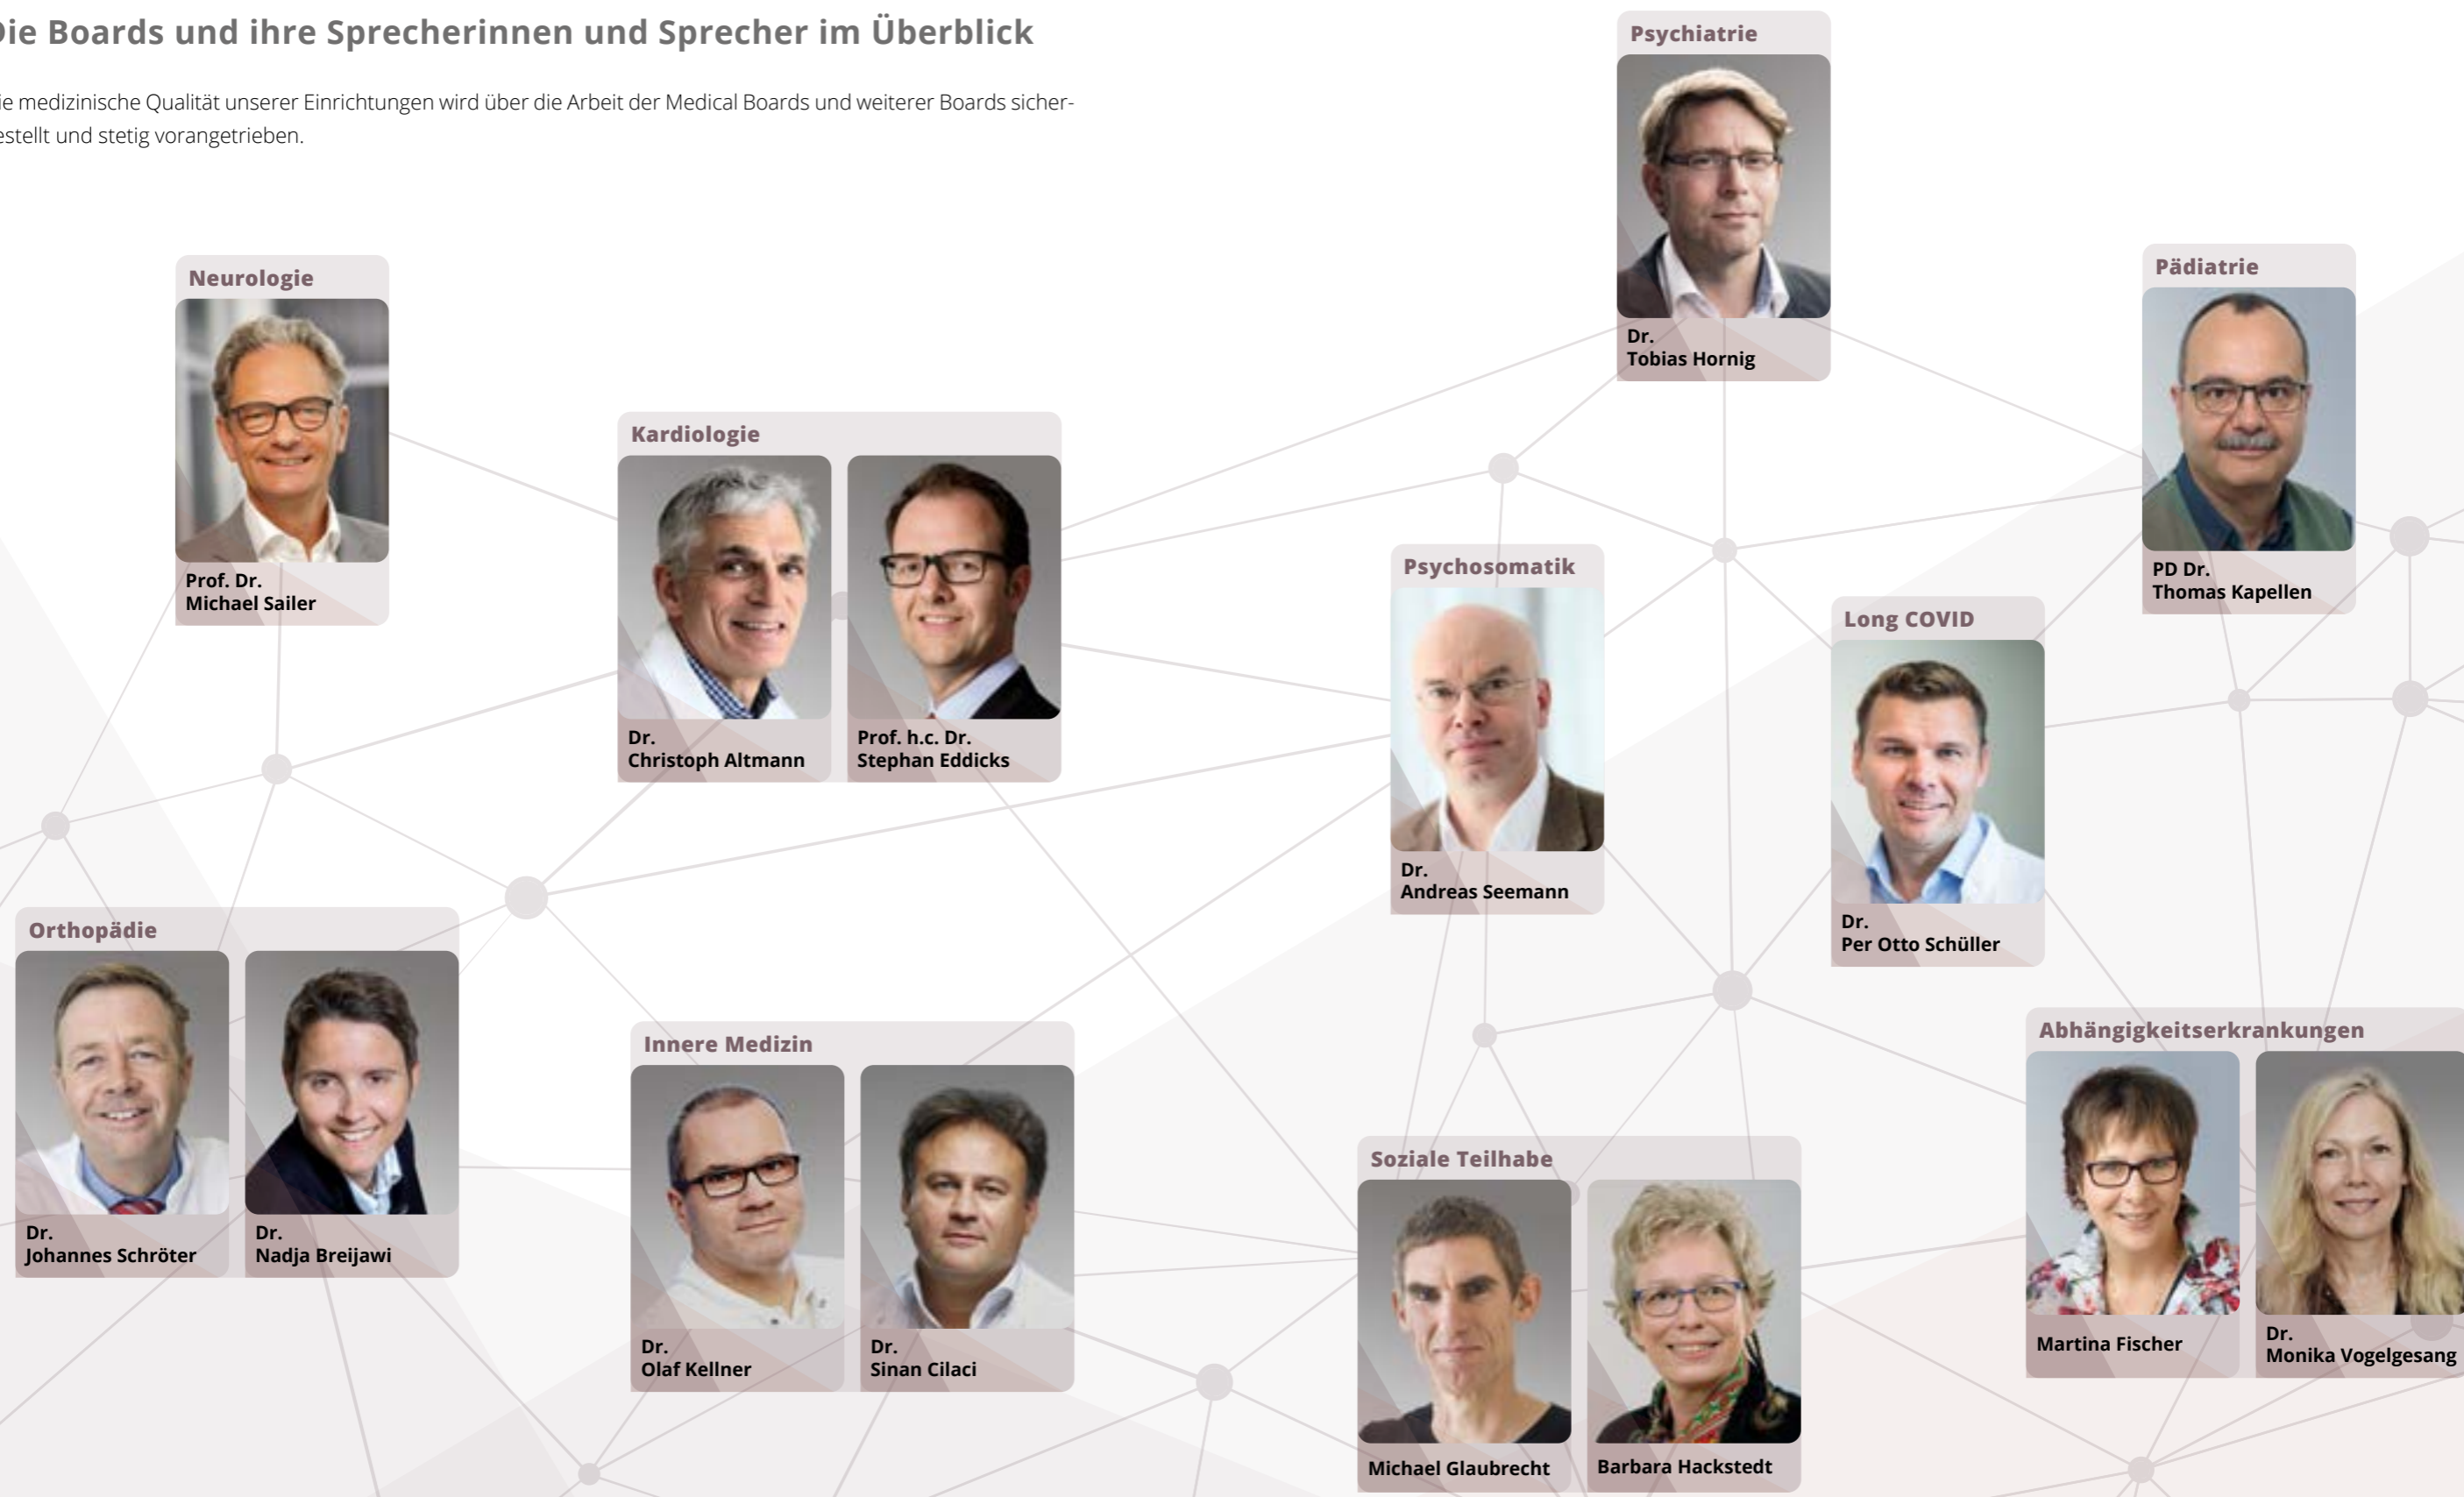 Die Boards und ihre Sprecherinnen und Sprecher im Überblick
ie medizinische Qualität unserer Einrichtungen wird über die Arbeit der Medical Boards und weiterer Boards sicher-
estellt und stetig vorangetrieben.
Psychiatrie
Dr.
Tobias Hornig
Pädiatrie
PD Dr.
Thomas Kapellen
Neurologie
Prof. Dr.
Michael Sailer
Kardiologie
Dr.
Christoph Altmann
Prof. h.c. Dr.
Stephan Eddicks
Psychosomatik
Dr.
Andreas Seemann
Long COVID
Dr.
Per Otto Schüller
Orthopädie
Dr.
Johannes Schröter
Dr.
Nadja Breijawi
Innere Medizin
Dr.
Olaf Kellner
Dr.
Sinan Cilaci
Soziale Teilhabe
Michael Glaubrecht
Barbara Hackstedt
Abhängigkeitserkrankungen
Martina Fischer
Dr.
Monika Vogelgesang